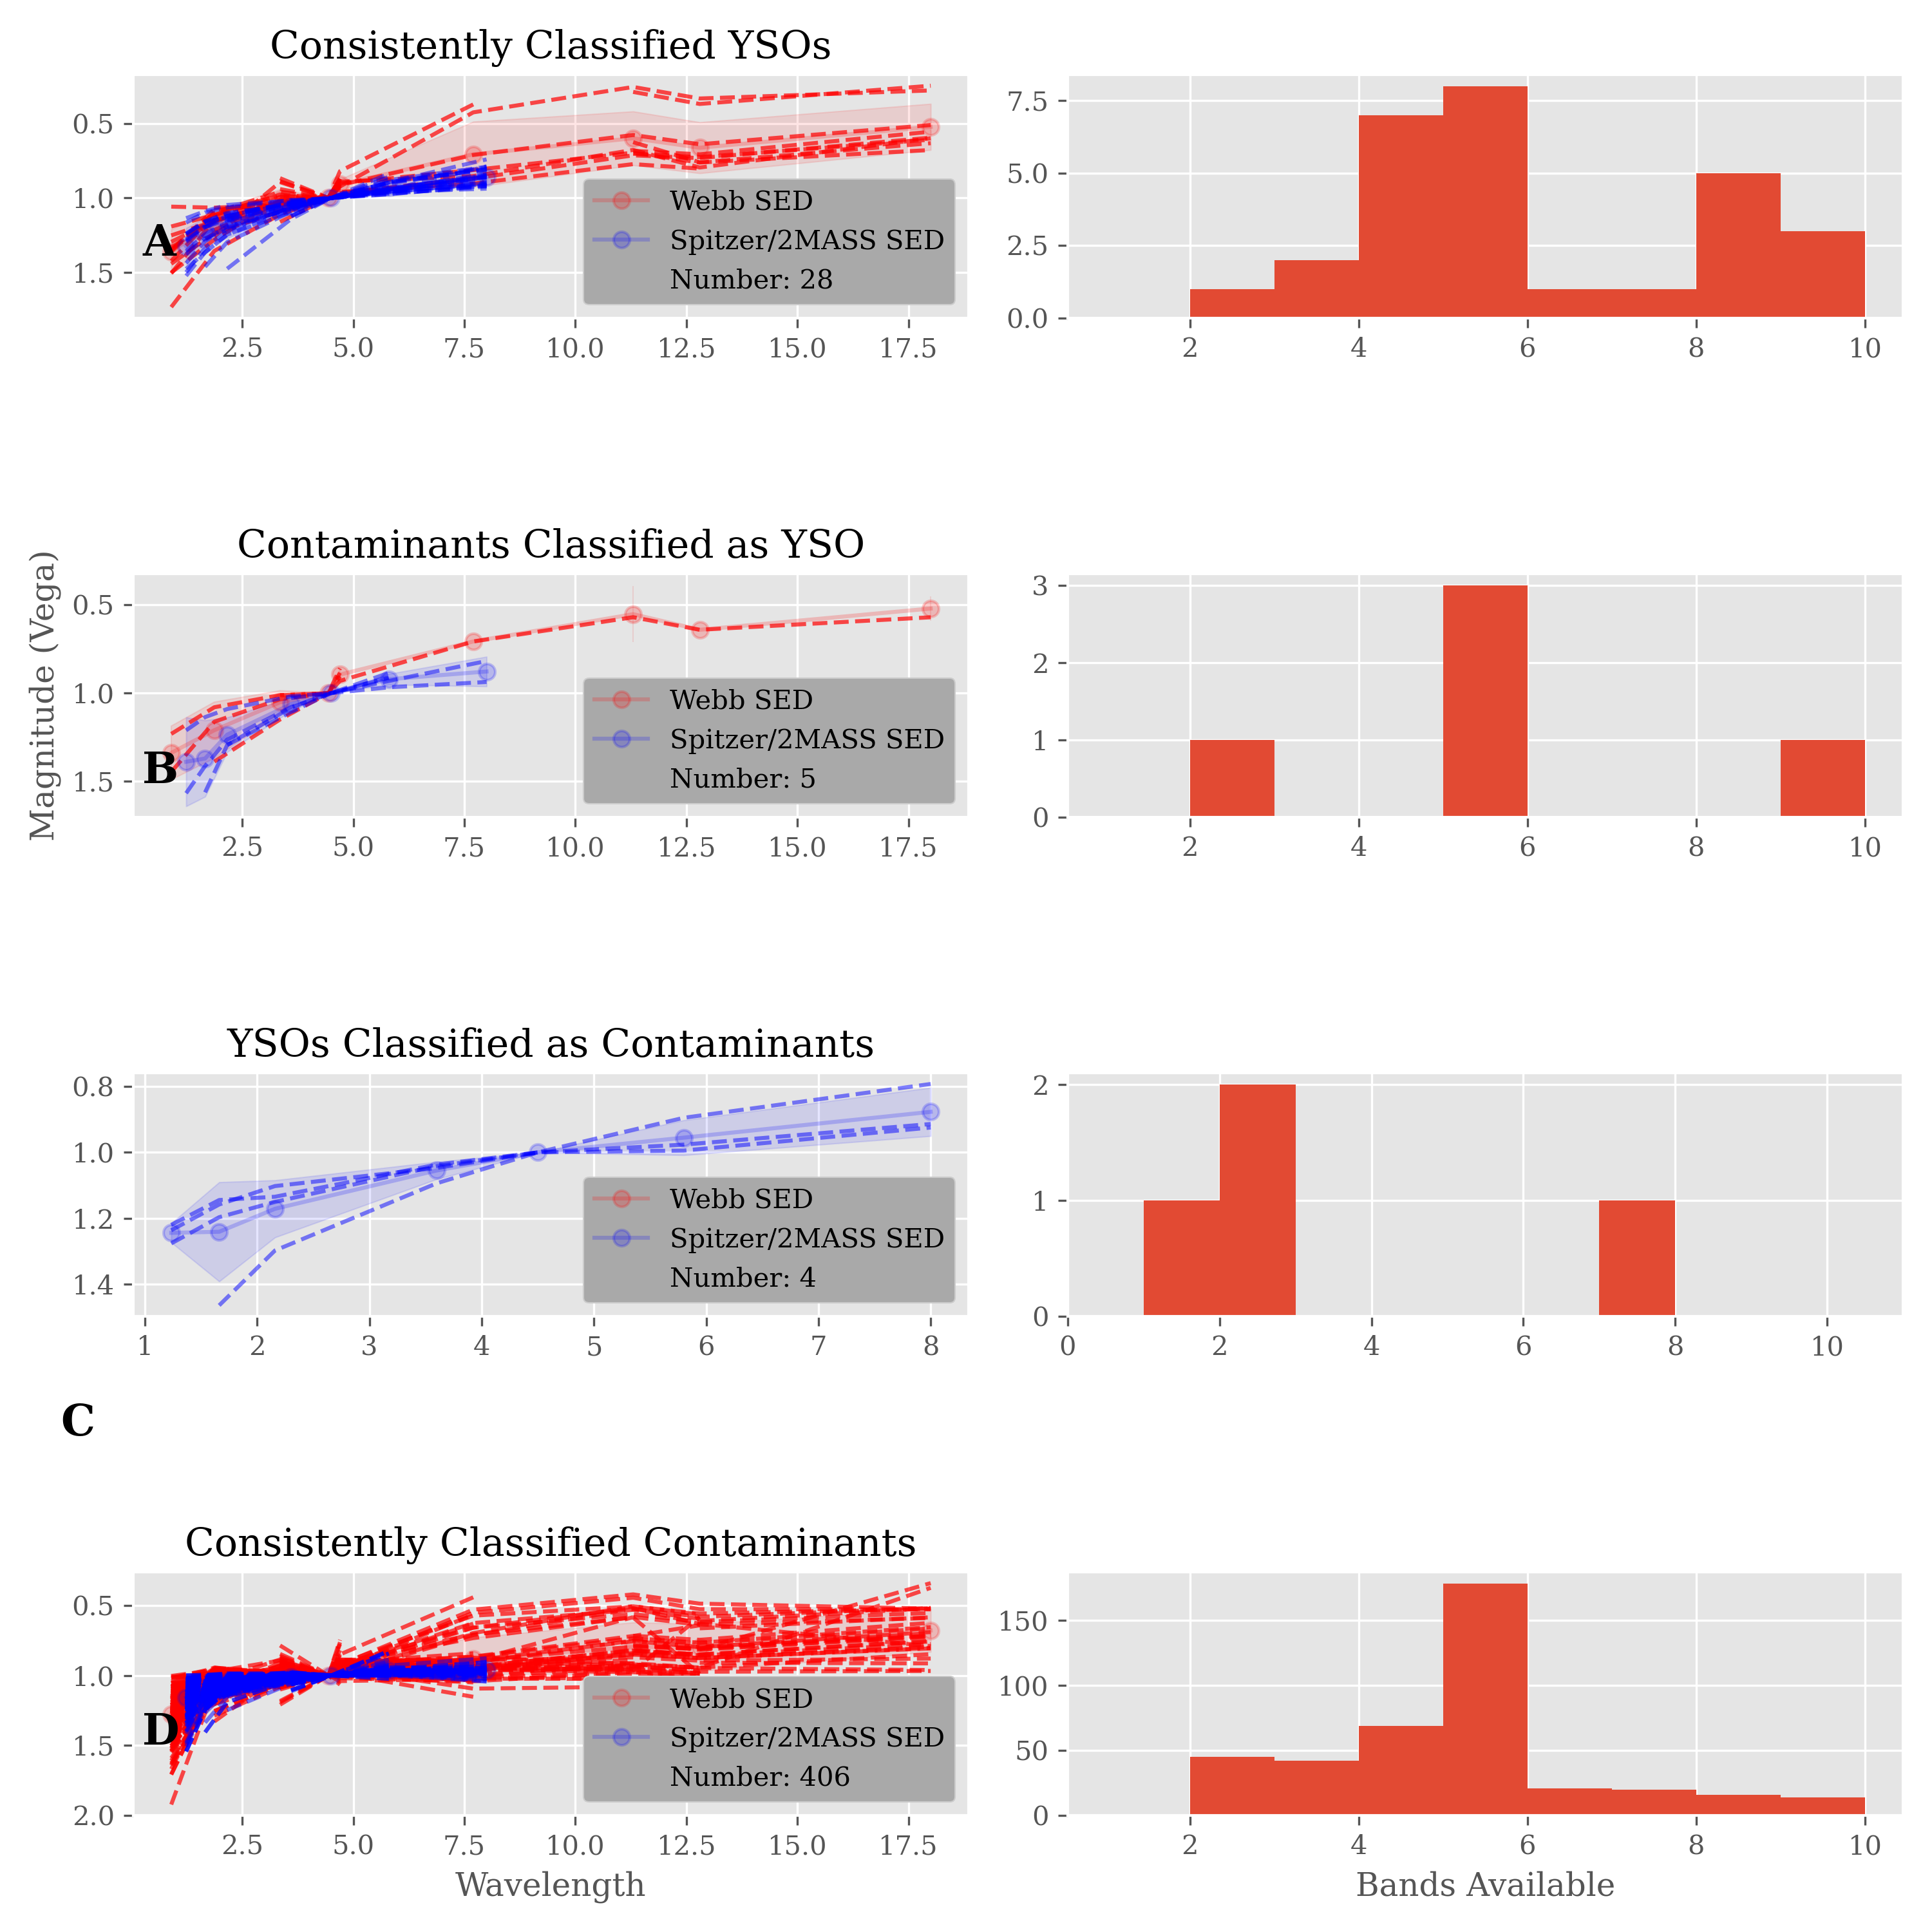 Consistently Classified YSOs
0.5
1.0
1.5
A
Webb SED
Spitzer/2MASS SED
Number: 28
2.5 5.0 7.5 10.0 12.5 15.0 17.5
7.5
5.0
2.5
0.0
2 4 6 8 10
Magnitude (Vega)
Contaminants Classified as YSO
0.5
1.0
1.5
B
Webb SED
Spitzer/2MASS SED
Number: 5
2.5 5.0 7.5 10.0 12.5 15.0 17.5
3
2
1
0
2 4 6 8 10
YSOs Classified as Contaminants
0.8
1.0
1.2
1.4
Webb SED
Spitzer/2MASS SED
Number: 4
1 2 3 4 5 6 7 8
2
1
0
0 2 4 6 8 10
C
Consistently Classified Contaminants
0.5
1.0
1.5
2.0
D
Webb SED
Spitzer/2MASS SED
Number: 406
2.5 5.0 7.5 10.0 12.5 15.0 17.5
Wavelength
150
100
50
0
2 4 6 8 10
Bands Available